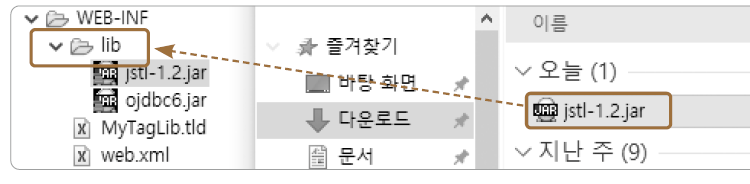 WEB-INF
lib
jstl-1.2.jar
ojdbc6.jar
MyTagLib.tld
web.xml
즐겨찾기
바탕 화면
다운로드
문서
이름
오늘 (1)
jstl-1.2.jar
지난 주 (9)